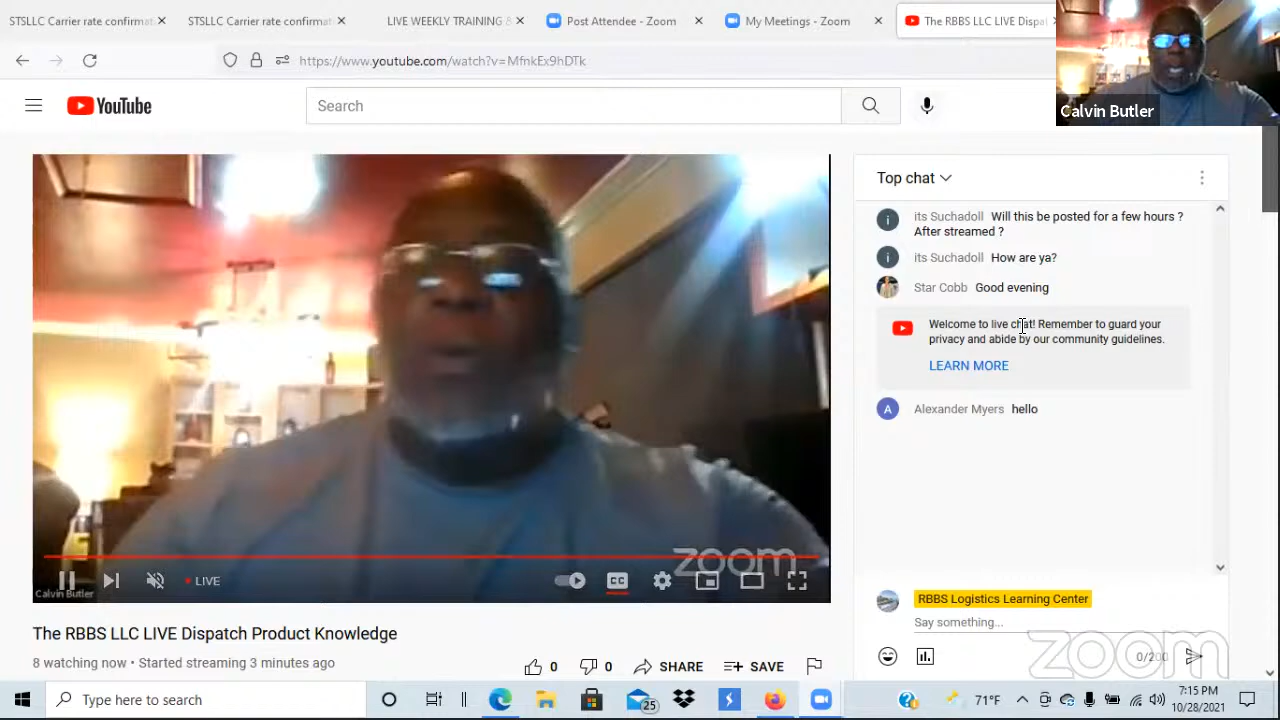 STSLLC Carrier rate confirmat
STSLLC Carrier rate confirmat
LIVE WEEKLY TRAINING &
Post Attendee - Zoom
My Meetings - Zoom
The RBBS LLC LIVE Dispa
https://www.youtube.com/watch?v=MfnkEx9hDTk
Calvin Butler
YouTube
Search
Top chat
its Suchadoll Will this be posted for a few hours ?
After streamed ?
its Suchadoll How are ya?
Star Cobb Good evening
Welcome to live chat! Remember to guard your
privacy and abide by our community guidelines.
LEARN MORE
A Alexander Myers hello
zoom
LIVE
CC
Calvin Butler
RBBS Logistics Learning Center
Say something...
The RBBS LLC LIVE Dispatch Product Knowledge
8 watching now • Started streaming 3 minutes ago
0
0
SHARE
SAVE
0/200
zoom
Type here to search
25
71°F
7:15 PM
10/28/2021